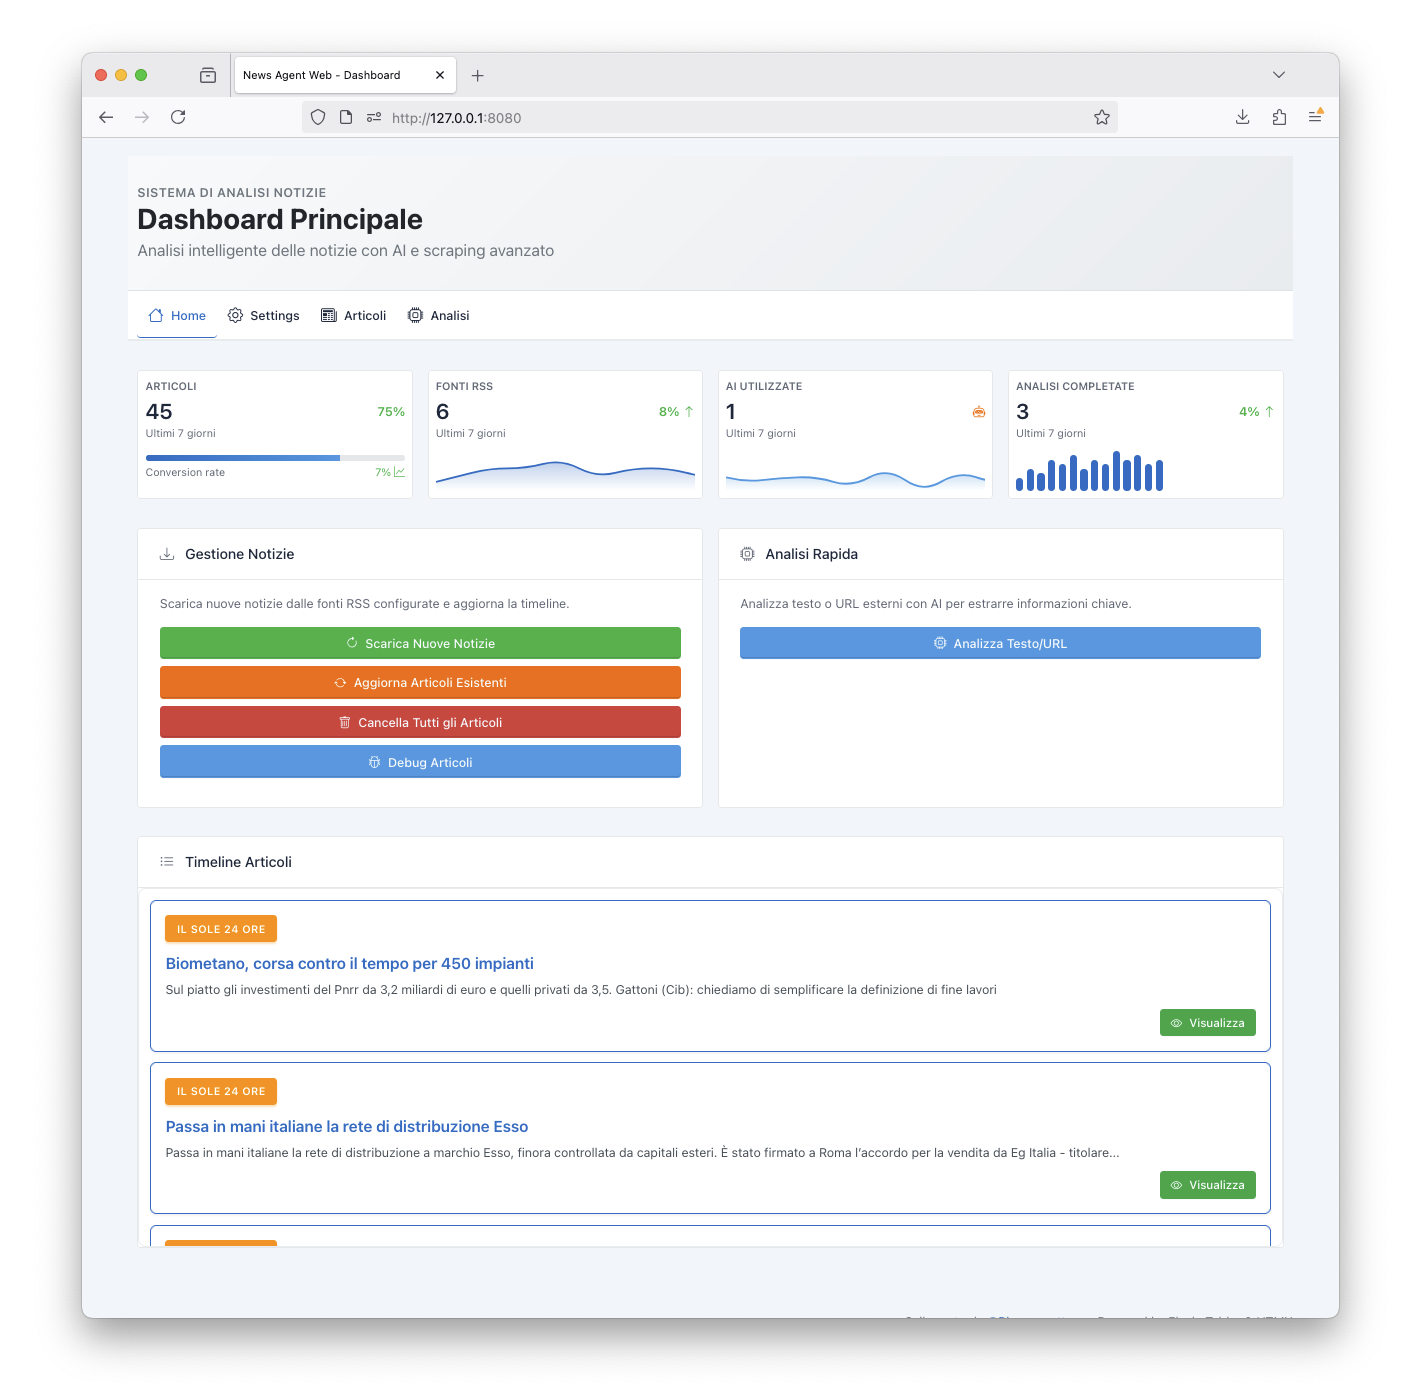 News Agent Web - Dashboard
http://127.0.0.1:8080
SISTEMA DI ANALISI NOTIZIE
Dashboard Principale
Analisi intelligente delle notizie con AI e scraping avanzato
Home Settings Articoli Analisi
ARTICOLI
45 75%
Ultimi 7 giorni
Conversion rate 7%
FONTI RSS
6 8%
Ultimi 7 giorni
AI UTILIZZATE
1
Ultimi 7 giorni
ANALISI COMPLETATE
3 4%
Ultimi 7 giorni
Gestione Notizie
Scarica nuove notizie dalle fonti RSS configurate e aggiorna la timeline.
Scarica Nuove Notizie
Aggiorna Articoli Esistenti
Cancella Tutti gli Articoli
Debug Articoli
Analisi Rapida
Analizza testo o URL esterni con AI per estrarre informazioni chiave.
Analizza Testo/URL
Timeline Articoli
IL SOLE 24 ORE
Biometano, corsa contro il tempo per 450 impianti
Sul piatto gli investimenti del Pnrr da 3,2 miliardi di euro e quelli privati da 3,5. Gattoni (Cib): chiediamo di semplificare la definizione di fine lavori
Visualizza
IL SOLE 24 ORE
Passa in mani italiane la rete di distribuzione Esso
Passa in mani italiane la rete di distribuzione a marchio Esso, finora controllata da capitali esteri. È stato firmato a Roma l'accordo per la vendita da Eg Italia - titolare...
Visualizza